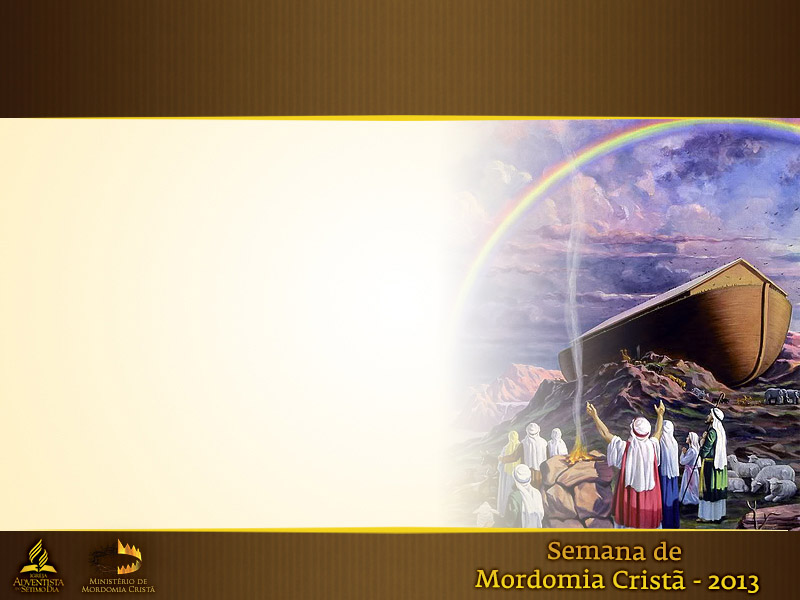 IGREJA
ADVENTISTA
DO SÉTIMO DIA
MINISTÉRIO DE
MORDOMIA CRISTÃ
Semana de
Mordomia Cristã - 2013